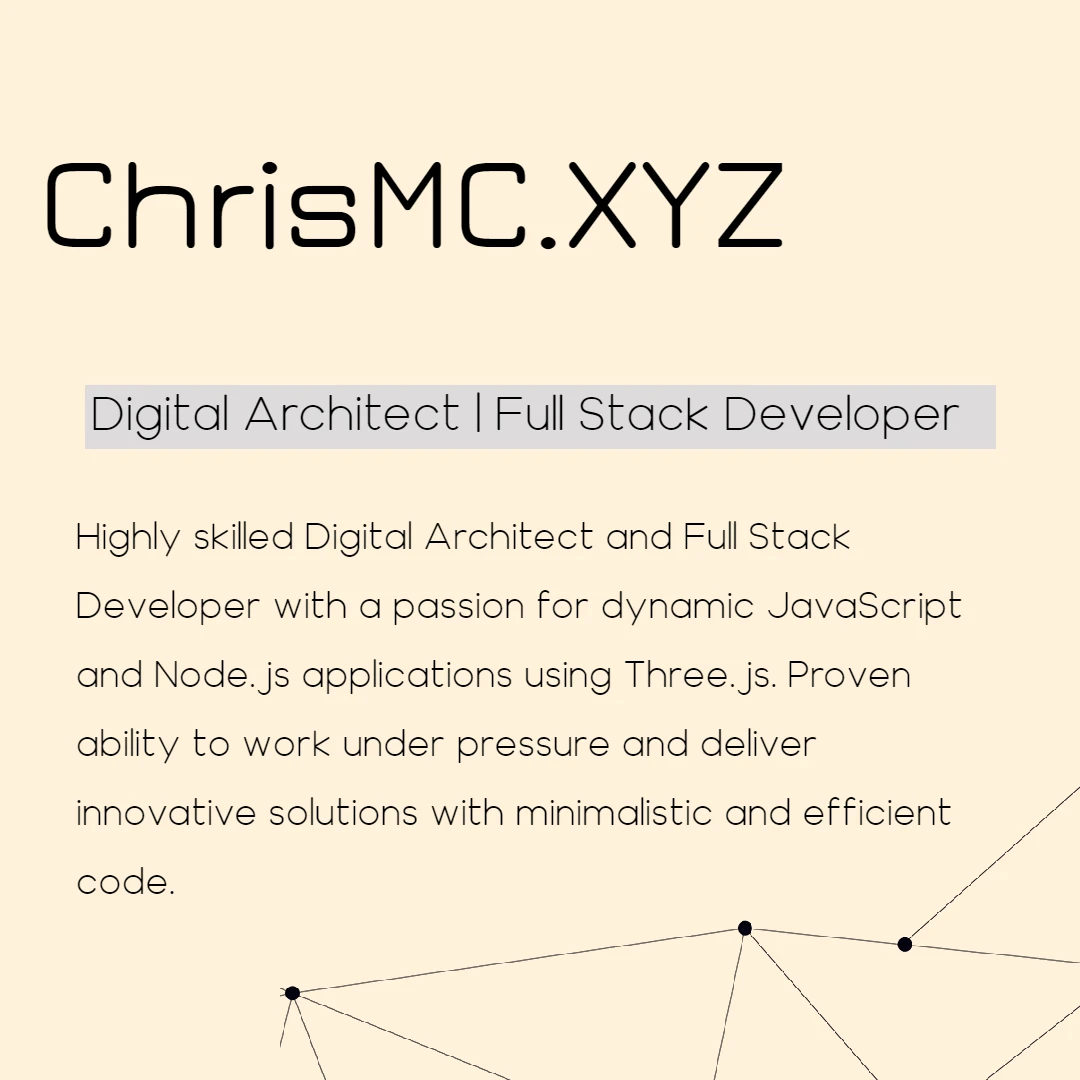 ChrisMC.XYZ
Digital Architect | Full Stack Developer
Highly skilled Digital Architect and Full Stack
Developer with a passion for dynamic JavaScript
and Node.js applications using Three.js. Proven
ability to work under pressure and deliver
innovative solutions with minimalistic and efficient
code.